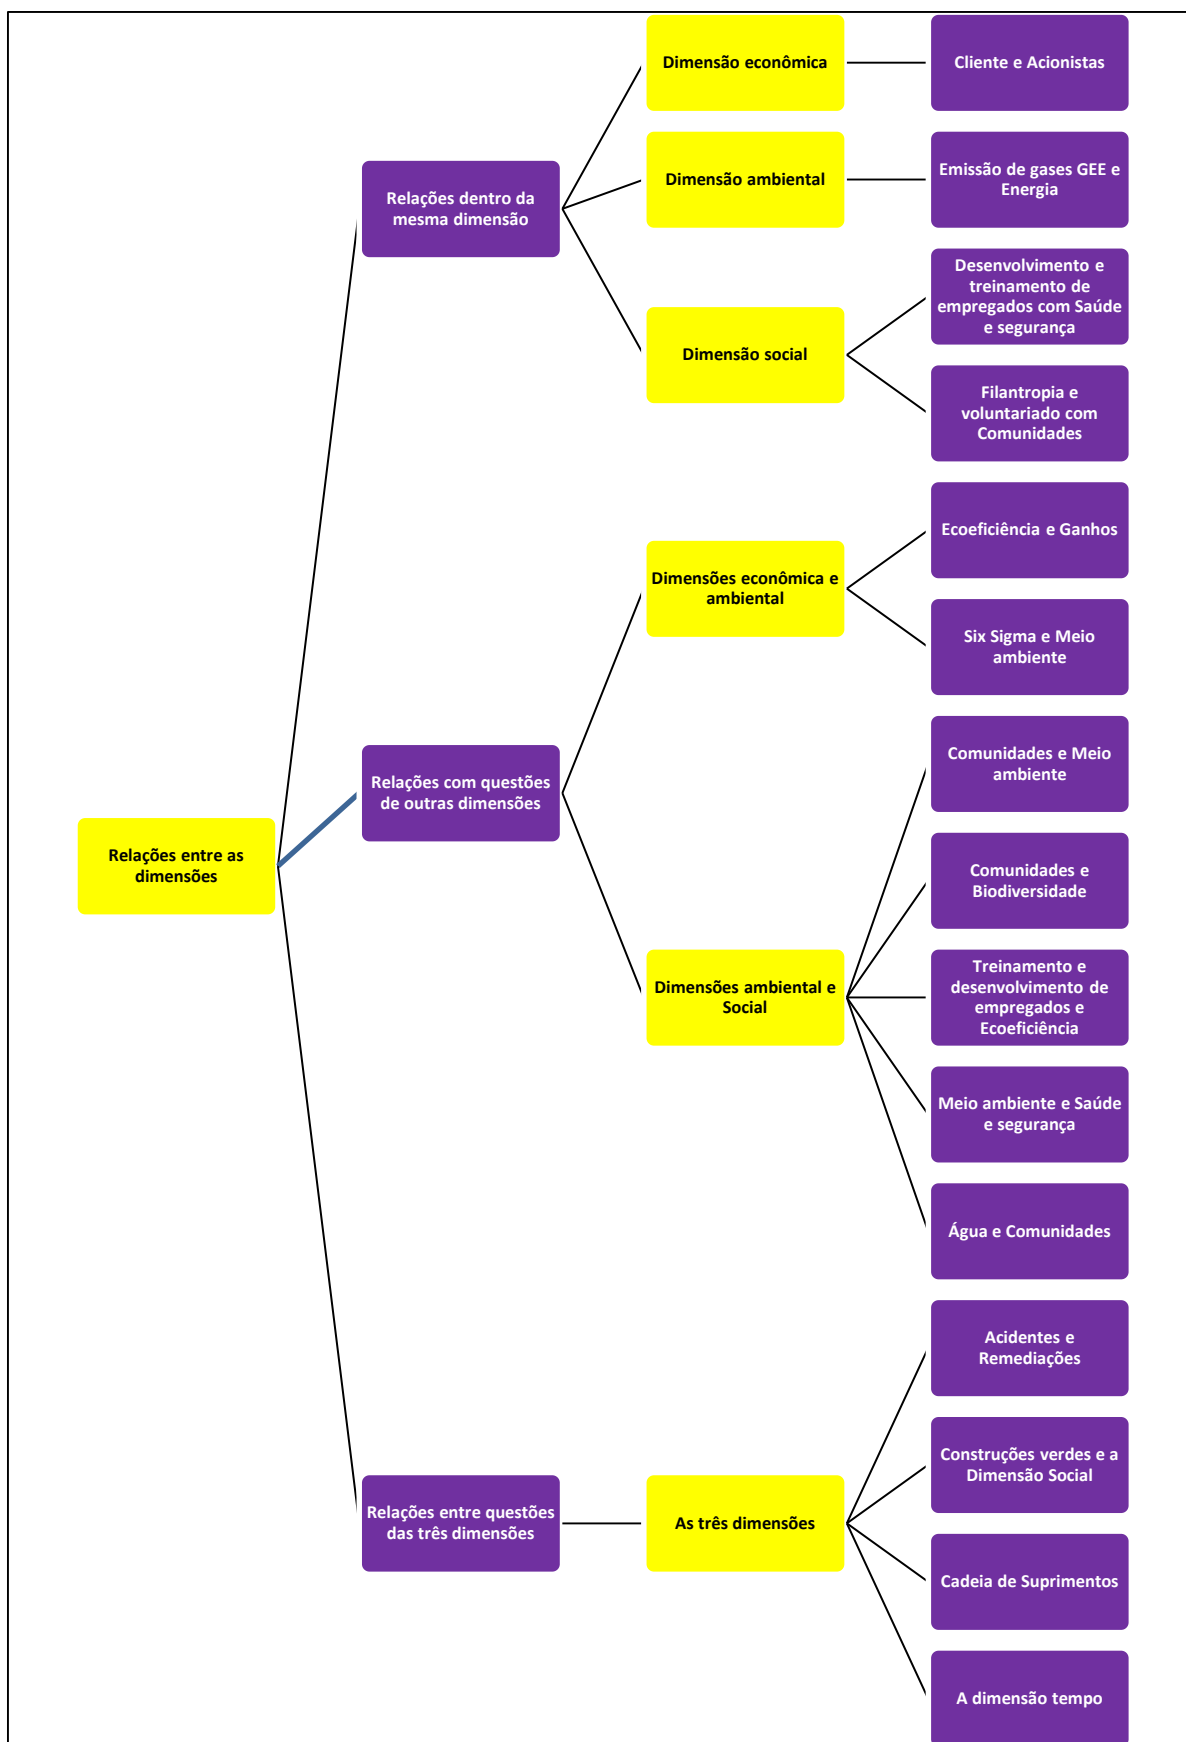 Relações entre as
dimensões
Relações dentro da
mesma dimensão
Dimensão econômica
Cliente e Acionistas
Dimensão ambiental
Emissão de gases GEE e
Energia
Dimensão social
Desenvolvimento e
treinamento de
empregados com Saúde
e segurança
Filantropia e
voluntariado com
Comunidades
Relações com questões
de outras dimensões
Dimensões econômica e
ambiental
Ecoeficiência e Ganhos
Six Sigma e Meio
ambiente
Dimensões ambiental e
Social
Comunidades e Meio
ambiente
Comunidades e
Biodiversidade
Treinamento e
desenvolvimento de
empregados e
Ecoeficiência
Meio ambiente e Saúde
e segurança
Água e Comunidades
Relações entre questões
das três dimensões
As três dimensões
Acidentes e
Remediações
Construções verdes e a
Dimensão Social
Cadeia de Suprimentos
A dimensão tempo